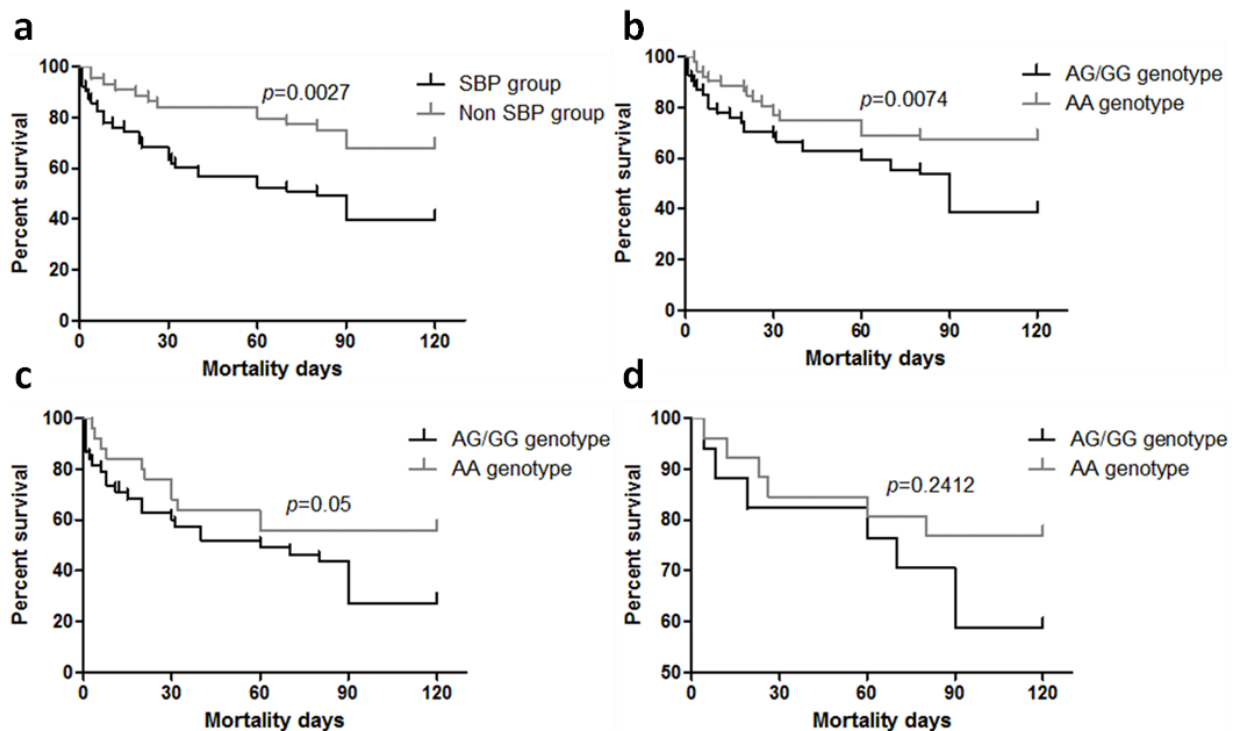 a
100
80
60
40
20
0
Percent survival
SBP group
Non SBP group
p=0.0027
0 30 60 90 120
Mortality days
b
100
80
60
40
20
0
Percent survival
AG/GG genotype
AA genotype
p=0.0074
0 30 60 90 120
Mortality days
c
100
80
60
40
20
0
Percent survival
AG/GG genotype
AA genotype
p=0.05
0 30 60 90 120
Mortality days
d
100
90
80
70
60
50
Percent survival
AG/GG genotype
AA genotype
p=0.2412
0 30 60 90 120
Mortality days